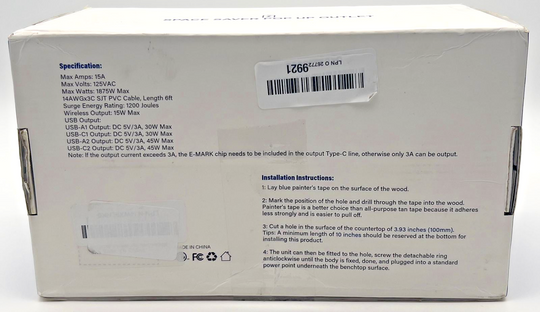 SPACE SAVER POP UP OUTLET
LPN O 26772
9921
Specification:
Max Amps: 15A
Max Volts: 125VAC
Max Watts: 1875W Max
14AWGx3C SJT PVC Cable, Length 6ft
Surge Energy Rating: 1200 Joules
Wireless Output: 15W Max
USB Output:
USB-A1 Output: DC 5V/3A, 30W Max
USB-C1 Output: DC 5V/3A, 30W Max
USB-A2 Output: DC 5V/3A, 45W Max
USB-C2 Output: DC 5V/3A, 45W Max
Note: If the output current exceeds 3A, the E-MARK chip needs to be included in the output Type-C line, otherwise only 3A can be output.
Installation Instructions:
1: Lay blue painter's tape on the surface of the wood.
2: Mark the position of the hole and drill through the tape into the wood.
Painter's tape is a better choice than all-purpose tan tape because it adheres
less strongly and is easier to pull off.
3: Cut a hole in the surface of the countertop of 3.93 inches (100mm).
Tips: A minimum length of 10 inches should be reserved at the bottom for
installing this product.
4: The unit can then be fitted to the hole, screw the detachable ring
anticlockwise until the body is fixed, done, and plugged into a standard
power point underneath the benchtop surface.
IN CHINA
FC